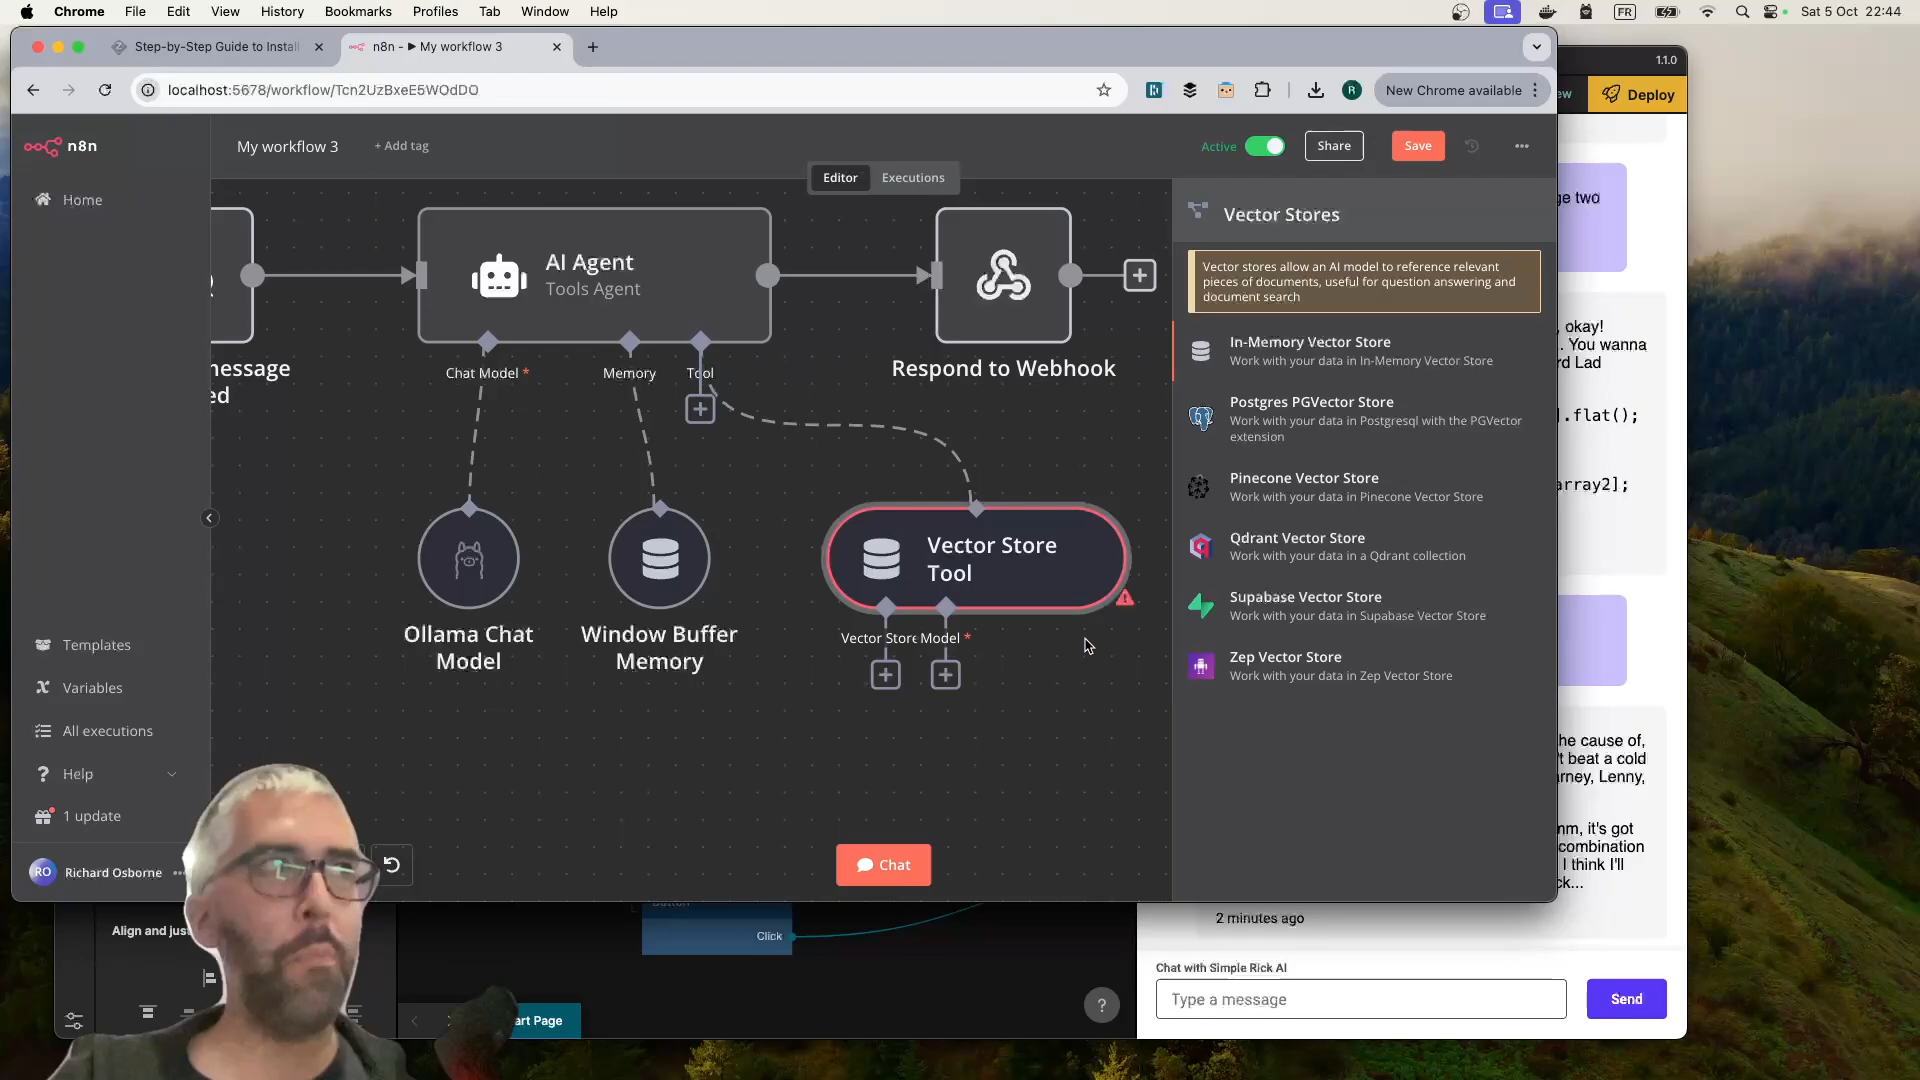 Chrome File Edit View History Bookmarks Profiles Tab Window Help
FR
Sat 5 Oct 22:44
Step-by-Step Guide to Install
n8n - ▶ My workflow 3
localhost:5678/workflow/Tcn2UzBxeE5WOdDO
R
New Chrome available
1.1.0
Deploy
n8n
My workflow 3
+ Add tag
Active
Share
Save
Editor
Executions
Home
Templates
Variables
All executions
Help
1 update
RO
Richard Osborne
AI Agent
Tools Agent
Chat Model *
Memory
Tool
Respond to Webhook
Ollama Chat
Model
Window Buffer
Memory
Vector Store
Tool
Vector Store
Model *
Chat
Vector Stores
Vector stores allow an AI model to reference relevant
pieces of documents, useful for question answering and
document search
In-Memory Vector Store
Work with your data in In-Memory Vector Store
Postgres PGVector Store
Work with your data in Postgresql with the PGVector
extension
Pinecone Vector Store
Work with your data in Pinecone Vector Store
Qdrant Vector Store
Work with your data in a Qdrant collection
Supabase Vector Store
Work with your data in Supabase Vector Store
Zep Vector Store
Work with your data in Zep Vector Store
two
, okay!
. You wanna
rd Lad
].flat();
array2];
he cause of,
't beat a cold
arney, Lenny,
mm, it's got
combination
I think I'll
ck...
2 minutes ago
Align and jus
Click
art Page
?
Chat with Simple Rick AI
Type a message
Send